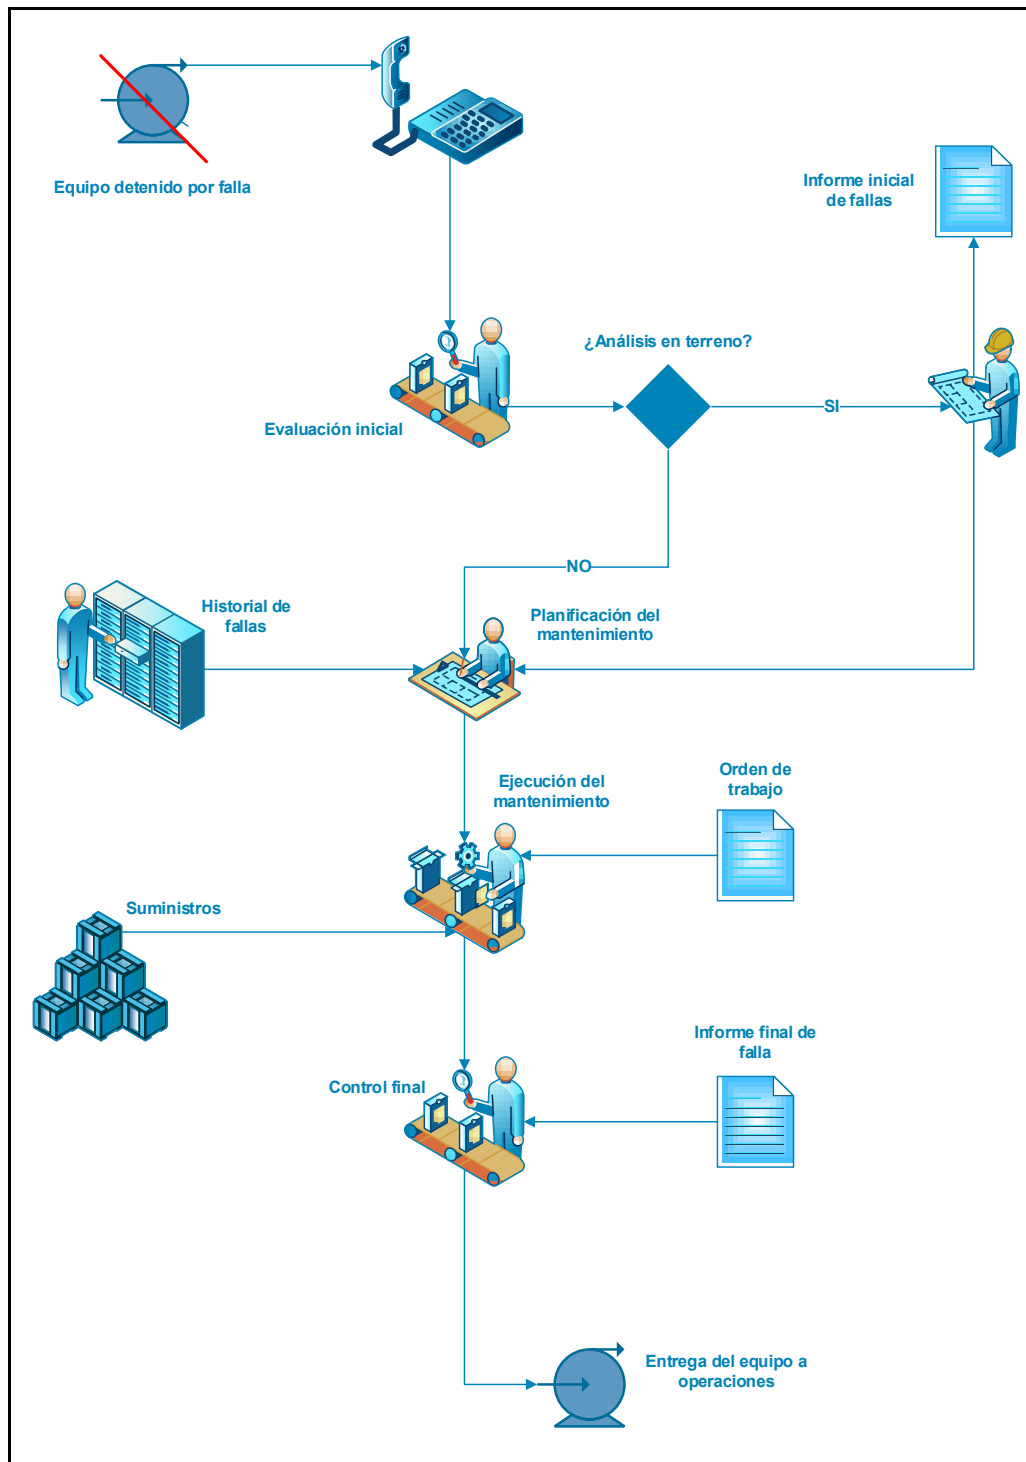 Equipo detenido por falla
Informe inicial
de fallas
¿Análisis en terreno?
Evaluación inicial
SI
NO
Historial de
fallas
Planificación del
mantenimiento
Ejecución del
mantenimiento
Orden de
trabajo
Suministros
Informe final de
falla
Control final
Entrega del equipo a
operaciones